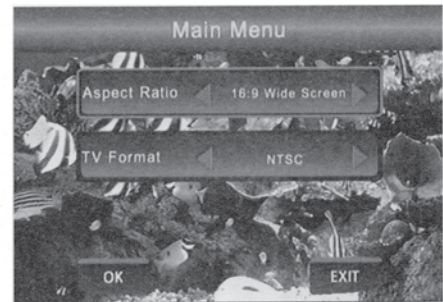 Main Menu
Aspect Ratio 16:9 Wide Screen
TV Format NTSC
OK EXIT